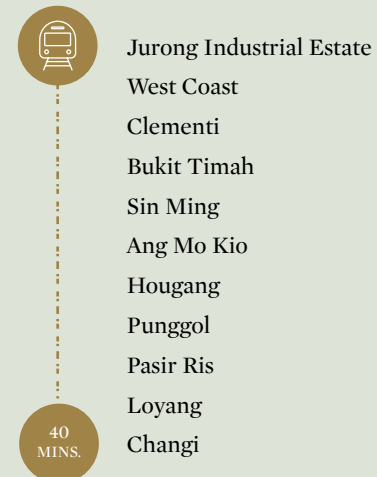 Jurong Industrial Estate
West Coast
Clementi
Bukit Timah
Sin Ming
Ang Mo Kio
Hougang
Punggol
Pasir Ris
Loyang
Changi
40
MINS.